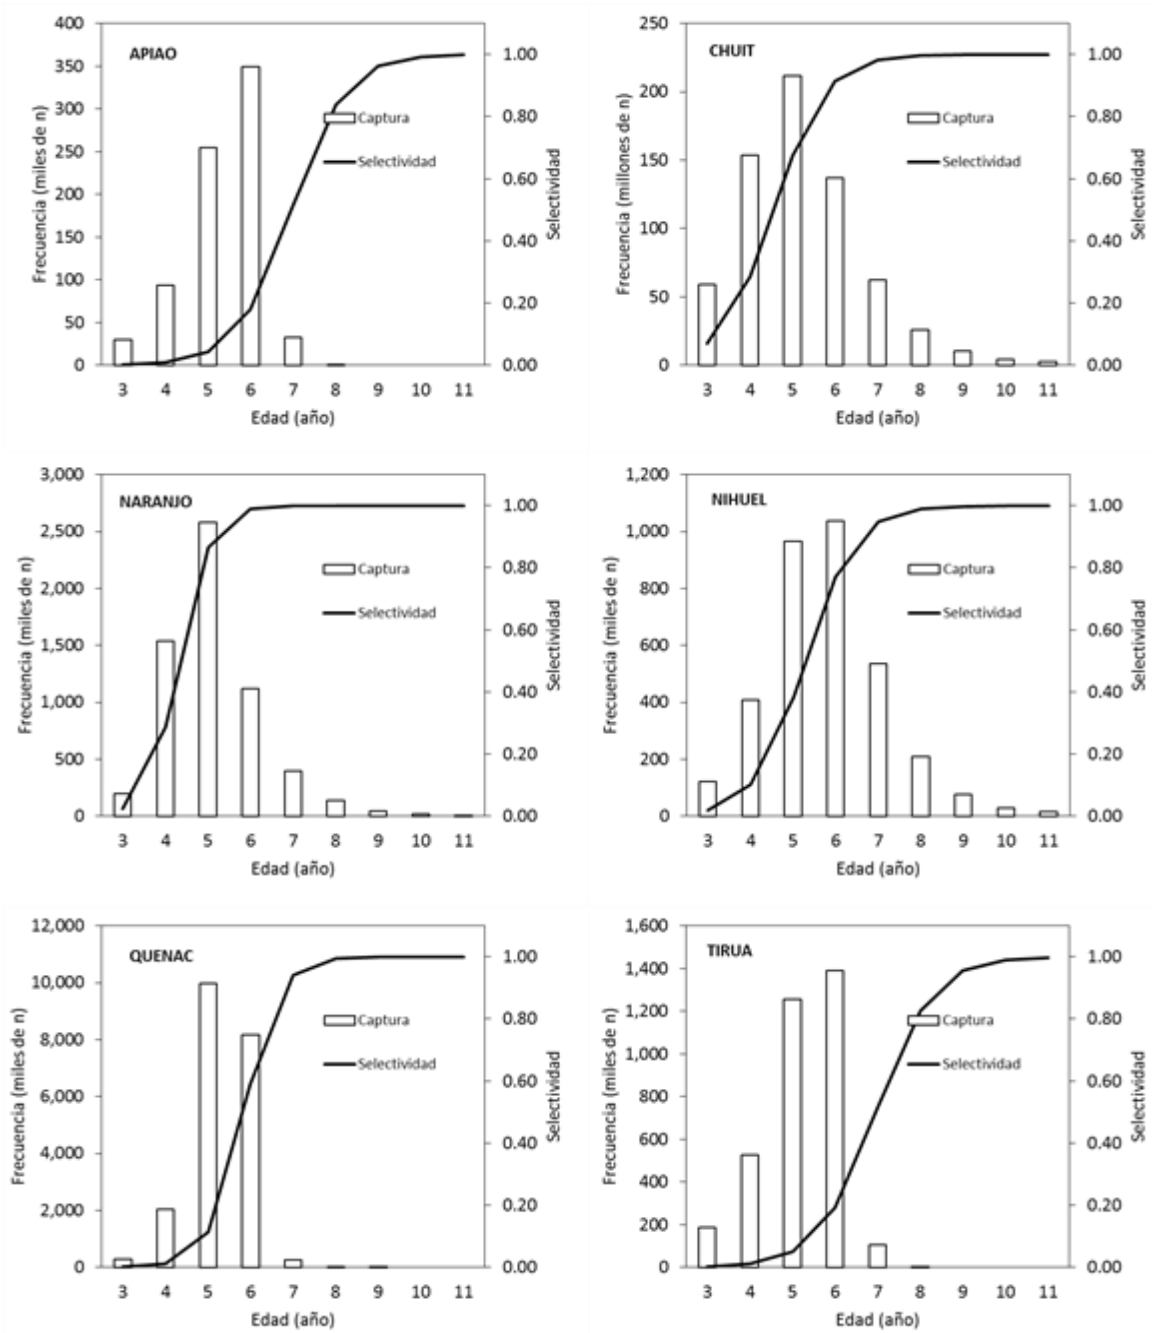 APIAO
Frecuencia (miles de n)
400
350
300
250
200
150
100
50
0
1.00
0.80
0.60
0.40
0.20
0.00
Selectividad
Captura
Selectividad
3 4 5 6 7 8 9 10 11
Edad (año)
CHUIT
Frecuencia (millones de n)
250
200
150
100
50
0
1.00
0.80
0.60
0.40
0.20
0.00
Selectividad
Captura
Selectividad
3 4 5 6 7 8 9 10 11
Edad (año)
NARANJO
Frecuencia (miles de n)
3,000
2,500
2,000
1,500
1,000
500
0
1.00
0.80
0.60
0.40
0.20
0.00
Selectividad
Captura
Selectividad
3 4 5 6 7 8 9 10 11
Edad (año)
NIHUEL
Frecuencia (miles de n)
1,200
1,000
800
600
400
200
0
1.00
0.80
0.60
0.40
0.20
0.00
Selectividad
Captura
Selectividad
3 4 5 6 7 8 9 10 11
Edad (año)
QUENAC
Frecuencia (miles de n)
12,000
10,000
8,000
6,000
4,000
2,000
0
1.00
0.80
0.60
0.40
0.20
0.00
Selectividad
Captura
Selectividad
3 4 5 6 7 8 9 10 11
Edad (año)
TIRUA
Frecuencia (miles de n)
1,600
1,400
1,200
1,000
800
600
400
200
0
1.00
0.80
0.60
0.40
0.20
0.00
Selectividad
Captura
Selectividad
3 4 5 6 7 8 9 10 11
Edad (año)